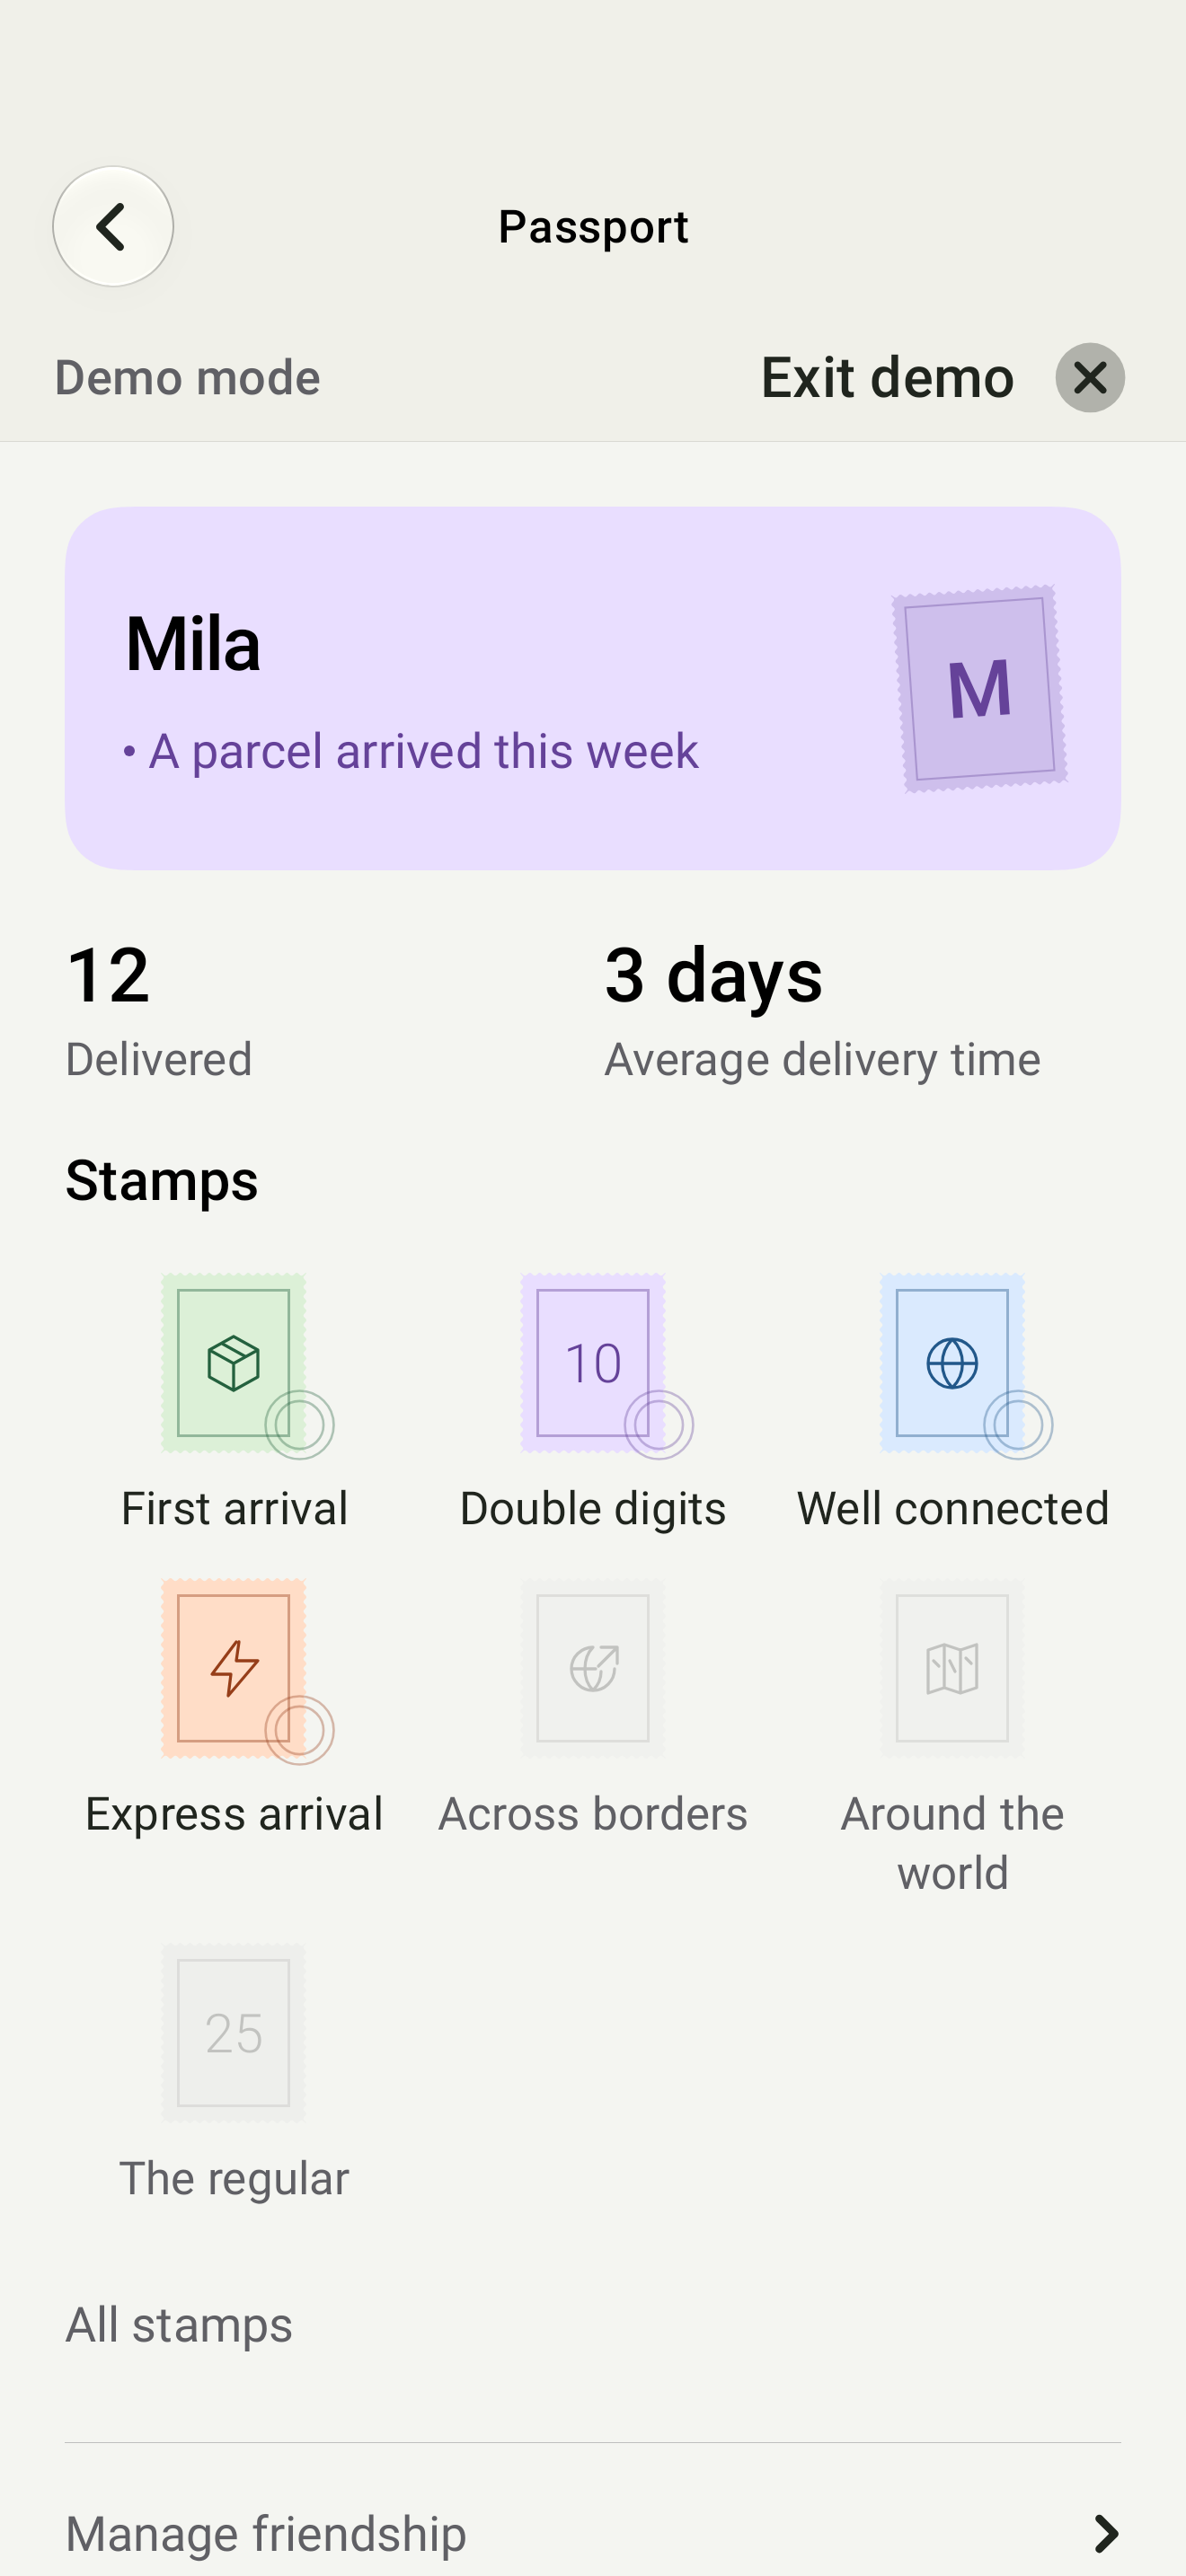 Passport
Demo mode
Exit demo
Mila
M
• A parcel arrived this week
12
3 days
Delivered
Average delivery time
Stamps
10
First arrival
Double digits
Well connected
Express arrival
Across borders
Around the
world
25
The regular
All stamps
Manage friendship